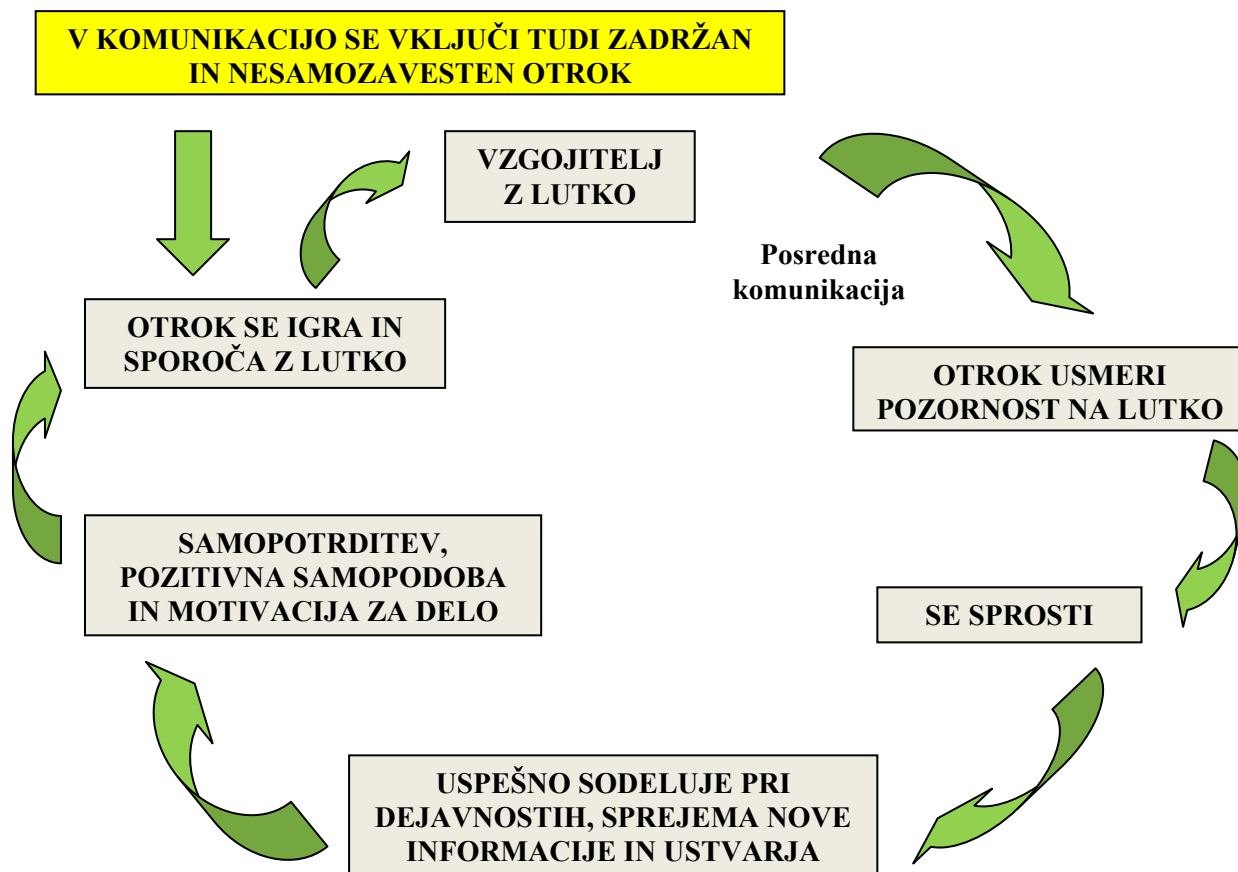 V KOMUNIKACIJO SE VKLJUČI TUDI ZADRŽAN
IN NESAMOZAVESTEN OTROK
VZGOJITELJ
Z LUTKO
Posredna
komunikacija
OTROK SE IGRA IN
SPOROČA Z LUTKO
OTROK USMERI
POZORNOST NA LUTKO
SAMOPOTRDITEV,
POZITIVNA SAMOPODOBA
IN MOTIVACIJA ZA DELO
SE SPROSTI
USPEŠNO SODELUJE PRI
DEJAVNOSTIH, SPREJEMA NOVE
INFORMACIJE IN USTVARJA